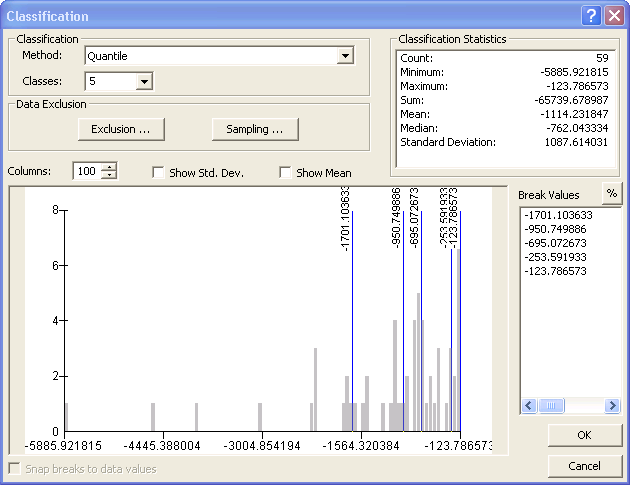 Classification
Classification
Method: Quantile
Classes: 5
Data Exclusion
Exclusion ...
Sampling ...
Classification Statistics
Count: 59
Minimum: -5885.921815
Maximum: -123.786573
Sum: -65739.678987
Mean: -1114.231847
Median: -762.043334
Standard Deviation: 1087.614031
Columns: 100
Show Std. Dev.
Show Mean
Break Values
%
-1701.103633
-950.749886
-695.072673
-253.591933
-123.786573
-1701.103633
-950.749886
-695.072673
-253.591933
-123.786573
8
6
4
2
0
-5885.921815 -4445.388004 -3004.854194 -1564.320384 -123.786573
Snap breaks to data values
OK
Cancel